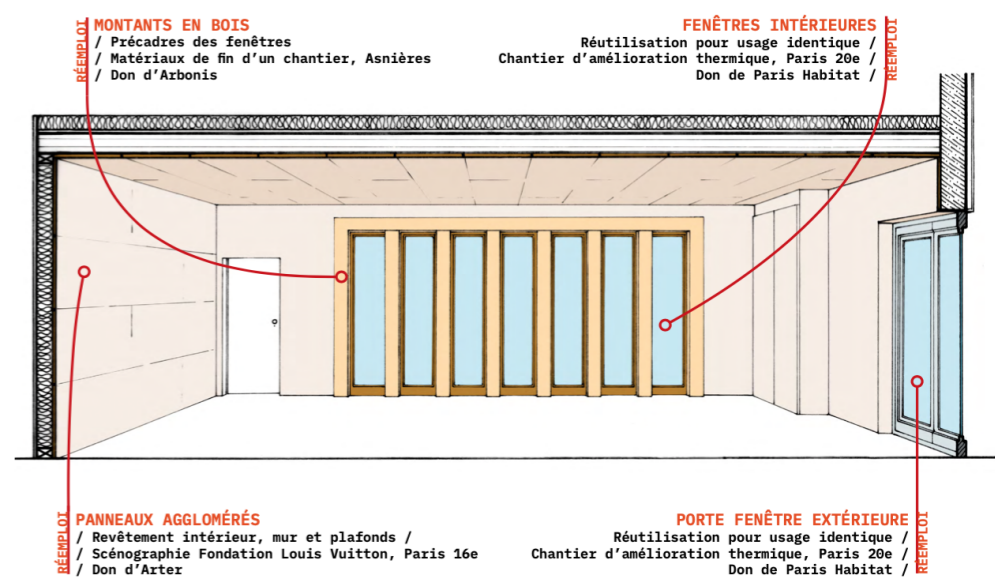 RÉEMPLOI
MONTANTS EN BOIS
/ Précadres des fenêtres
/ Matériaux de fin d’un chantier, Asnières
/ Don d’Arbonis
FENÊTRES INTÉRIEURES
Réutilisation pour usage identique /
Chantier d’amélioration thermique, Paris 20e /
Don de Paris Habitat /
RÉEMPLOI
RÉEMPLOI
PANNEAUX AGGLOMÉRÉS
/ Revêtement intérieur, mur et plafonds /
/ Scénographie Fondation Louis Vuitton, Paris 16e
/ Don d’Arter
PORTE FENÊTRE EXTÉRIEURE
Réutilisation pour usage identique /
Chantier d’amélioration thermique, Paris 20e /
Don de Paris Habitat /
RÉEMPLOI